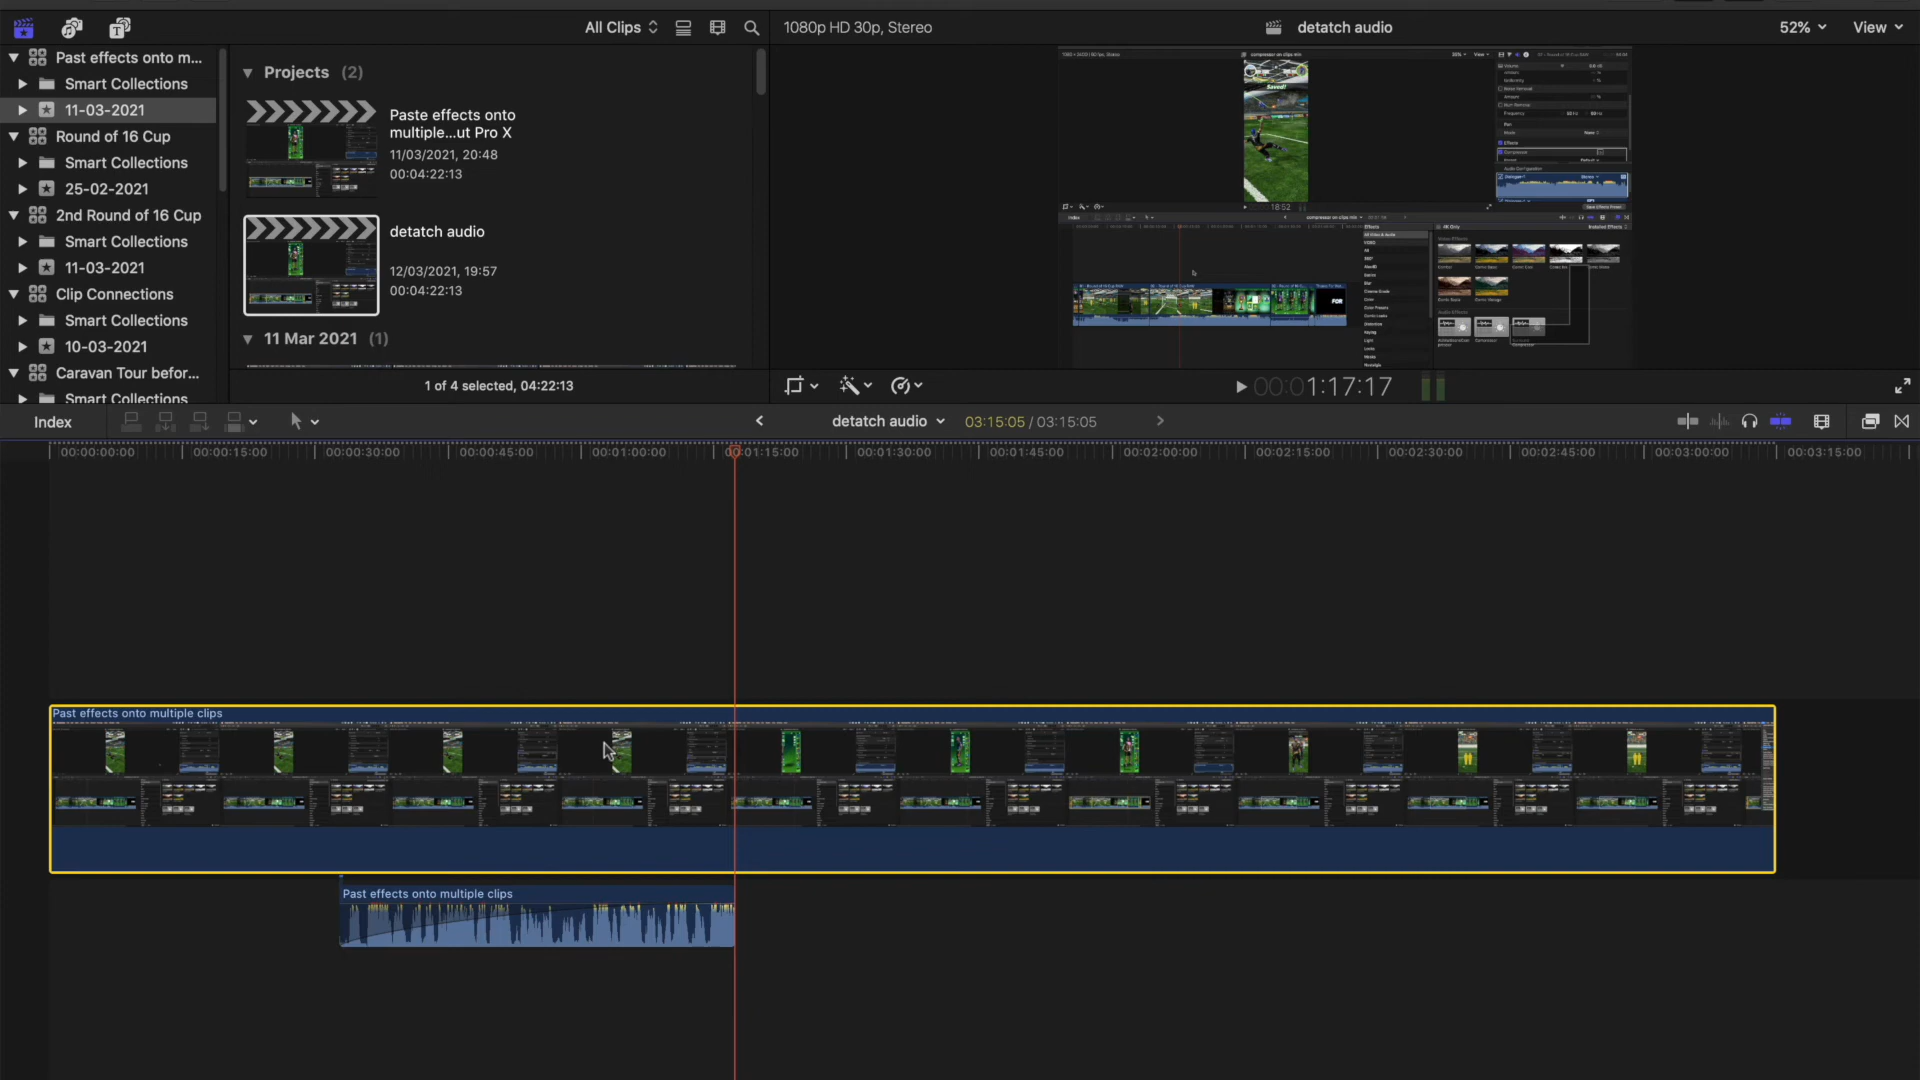 All Clips
1080p HD 30p, Stereo
detatch audio
52%
View
Past effects onto m...
Smart Collections
11-03-2021
Round of 16 Cup
Smart Collections
25-02-2021
2nd Round of 16 Cup
Smart Collections
11-03-2021
Clip Connections
Smart Collections
10-03-2021
Caravan Tour befor...
Smart Collections
Projects (2)
Paste effects onto
multiple...ut Pro X
11/03/2021, 20:48
00:04:22:13
detatch audio
12/03/2021, 19:57
00:04:22:13
11 Mar 2021 (1)
1 of 4 selected, 04:22:13
Saved!
18:52
Effects
FOR
00:01:17:17
Index
detatch audio
03:15:05 / 03:15:05
00:00:00:00
00:00:15:00
00:00:30:00
00:00:45:00
00:01:00:00
00:01:15:00
00:01:30:00
00:01:45:00
00:02:00:00
00:02:15:00
00:02:30:00
00:02:45:00
00:03:00:00
00:03:15:00
Past effects onto multiple clips
Past effects onto multiple clips